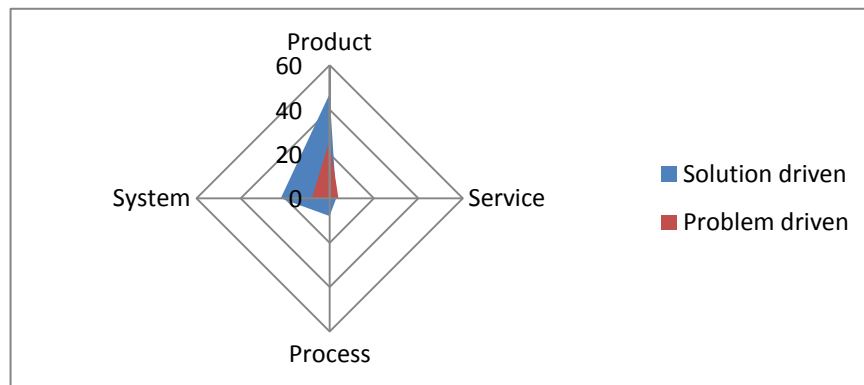 Product
60
40
20
0
System
Service
Process
Solution driven
Problem driven